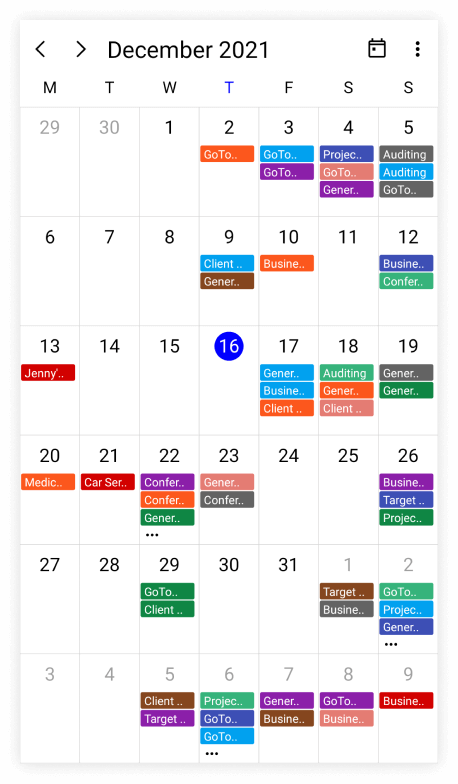 December 2021
M T W T F S S
29 30 1 2 3 4 5
GoTo.. GoTo.. Projec.. Auditing
GoTo.. GoTo.. Auditing
Gener.. GoTo..
6 7 8 9 10 11 12
Client .. Busine.. Busine..
Gener.. Confer..
13 14 15 16 17 18 19
Jenny'.. Gener.. Auditing Gener..
Busine.. Gener.. Gener..
Client .. Client ..
20 21 22 23 24 25 26
Medic.. Car Ser.. Confer.. Gener.. Busine..
Confer.. Confer.. Target ..
Gener.. Projec..
27 28 29 30 31 1 2
GoTo.. Target .. GoTo..
Client .. Busine.. Projec..
Gener..
3 4 5 6 7 8 9
Client .. Projec.. Gener.. GoTo.. Busine..
Target .. GoTo.. Busine.. Busine..
GoTo..